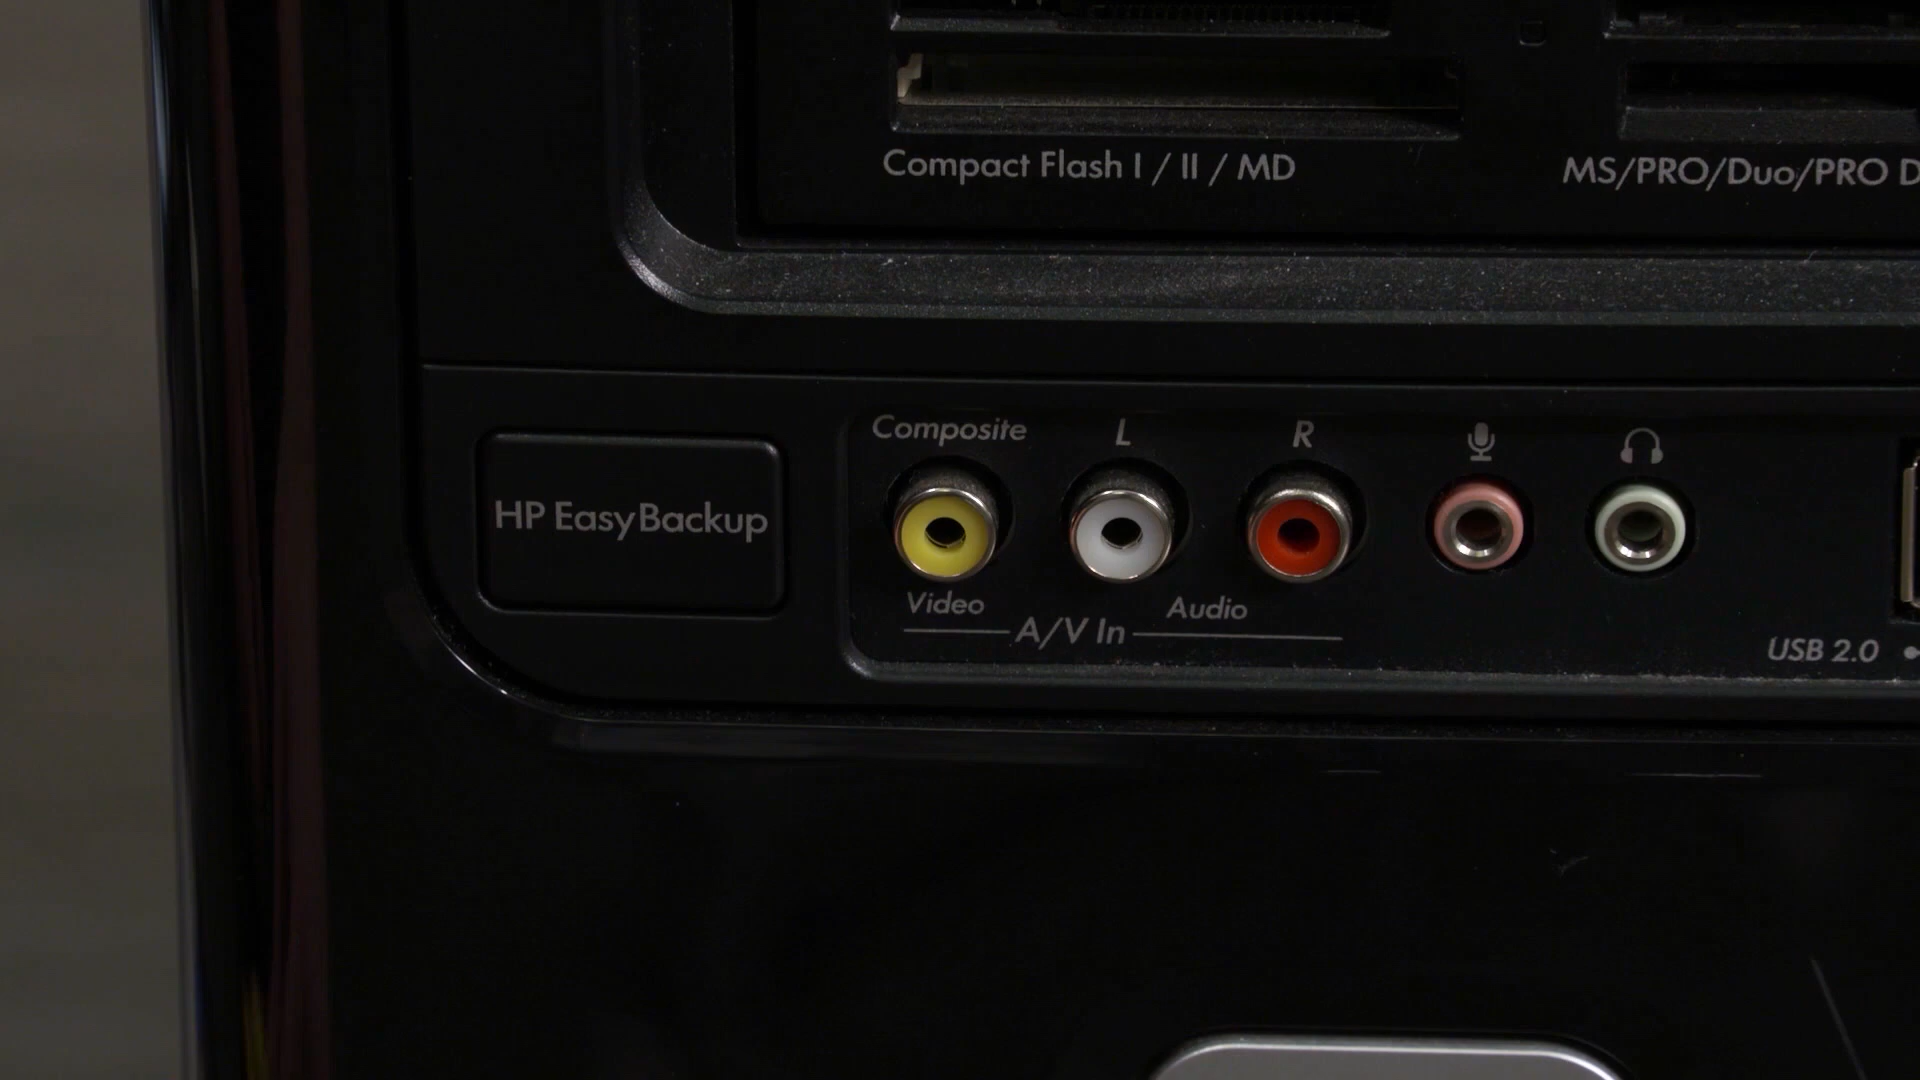 Compact Flash I / II / MD
MS/PRO/Duo/PRO D
HP EasyBackup
Composite
L
R
Video
Audio
A/V In
USB 2.0